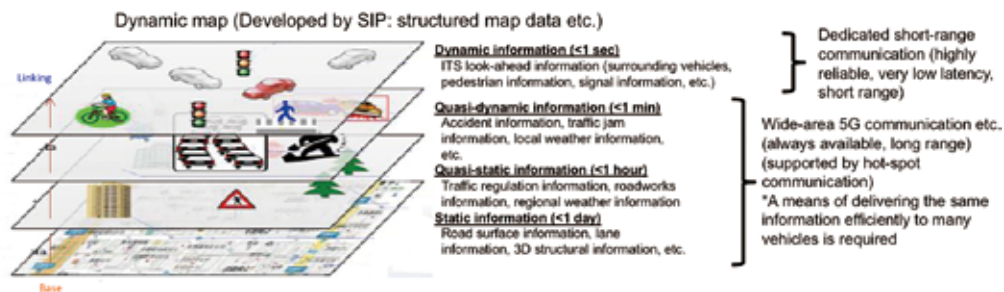 Dynamic map (Developed by SIP: structured map data etc.)
Linking
Base
Dynamic information (<1 sec)
ITS look-ahead information (surrounding vehicles,
pedestrian information, signal information, etc.)
Quasi-dynamic information (<1 min)
Accident information, traffic jam
information, local weather information,
etc.
Quasi-static information (<1 hour)
Traffic regulation information, roadworks
information, regional weather information
Static information (<1 day)
Road surface information, lane
information, 3D structural information, etc.
Dedicated short-range
communication (highly
reliable, very low latency,
short range)
Wide-area 5G communication etc.
(always available, long range)
(supported by hot-spot
communication)
*A means of delivering the same
information efficiently to many
vehicles is required